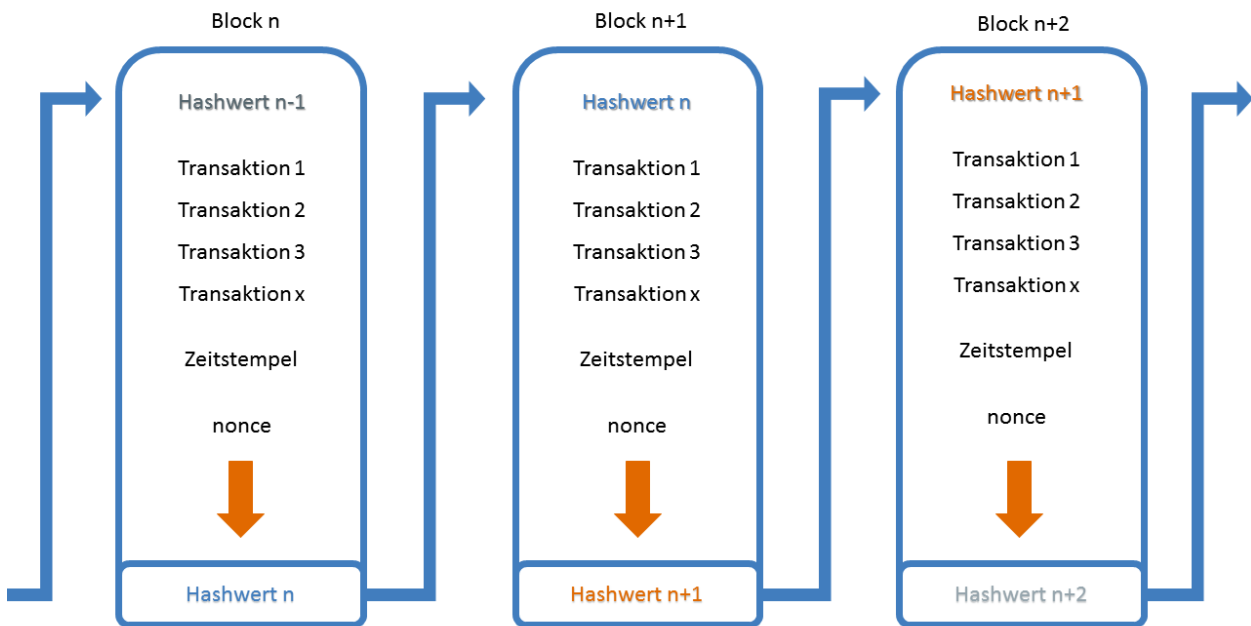 Block n
Hashwert n-1
Transaktion 1
Transaktion 2
Transaktion 3
Transaktion x
Zeitstempel
nonce
Hashwert n
Block n+1
Hashwert n
Transaktion 1
Transaktion 2
Transaktion 3
Transaktion x
Zeitstempel
nonce
Hashwert n+1
Block n+2
Hashwert n+1
Transaktion 1
Transaktion 2
Transaktion 3
Transaktion x
Zeitstempel
nonce
Hashwert n+2